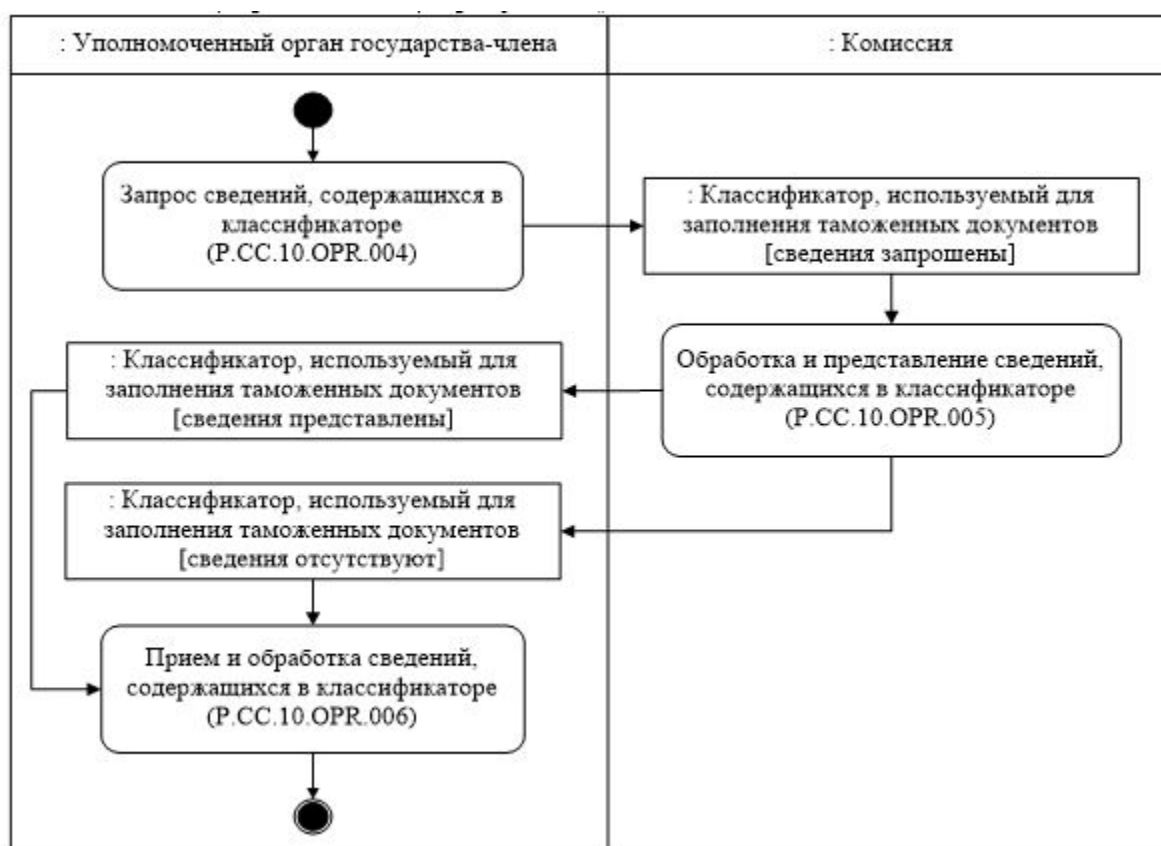 : Уполномоченный орган государства-члена
: Комиссия
Запрос сведений, содержащихся в
классификаторе
(P.CC.10.OPR.004)
: Классификатор, используемый для
заполнения таможенных документов
[сведения запрошены]
Обработка и представление сведений,
содержащихся в классификаторе
(P.CC.10.OPR.005)
: Классификатор, используемый для
заполнения таможенных документов
[сведения представлены]
: Классификатор, используемый для
заполнения таможенных документов
[сведения отсутствуют]
Прием и обработка сведений,
содержащихся в классификаторе
(P.CC.10.OPR.006)